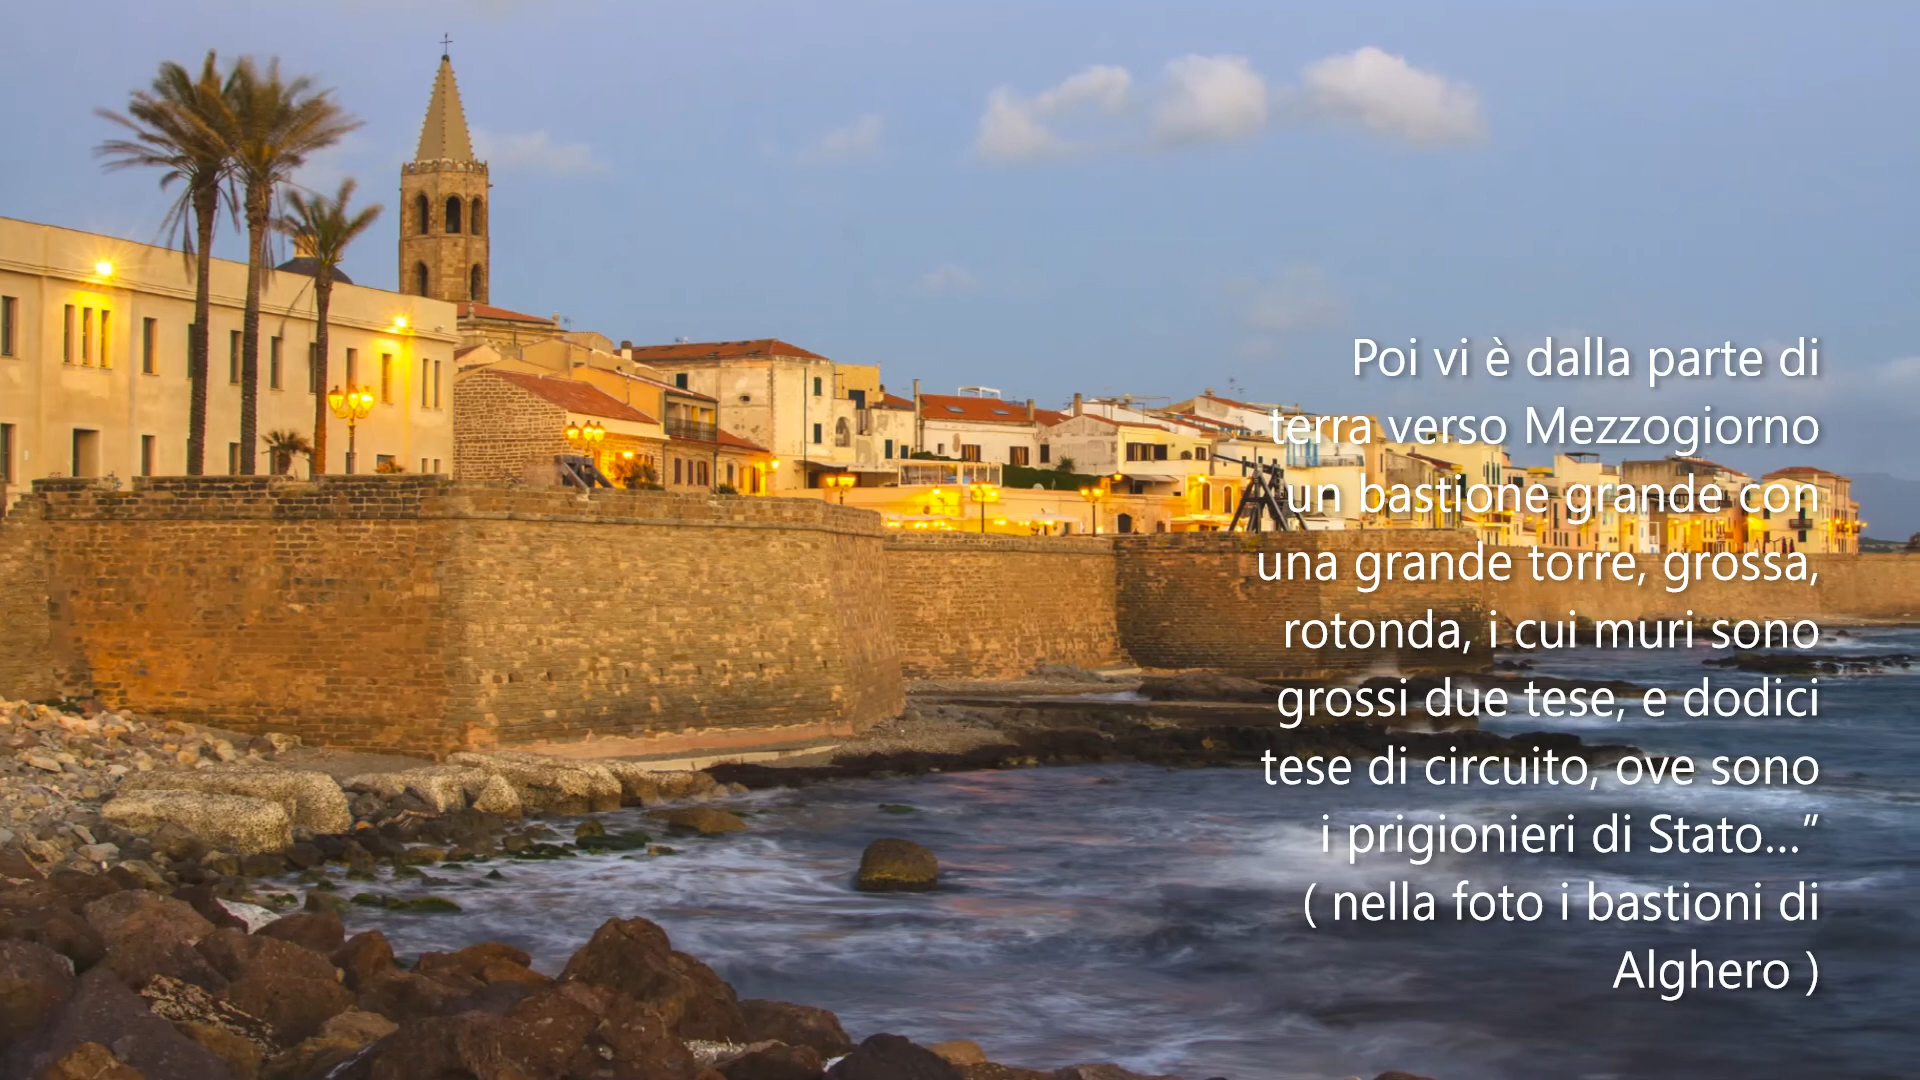 Poi vi è dalla parte di
terra verso Mezzogiorno
un bastione grande con
una grande torre, grossa,
rotonda, i cui muri sono
grossi due tese, e dodici
tese di circuito, ove sono
i prigionieri di Stato…”
( nella foto i bastioni di
Alghero )